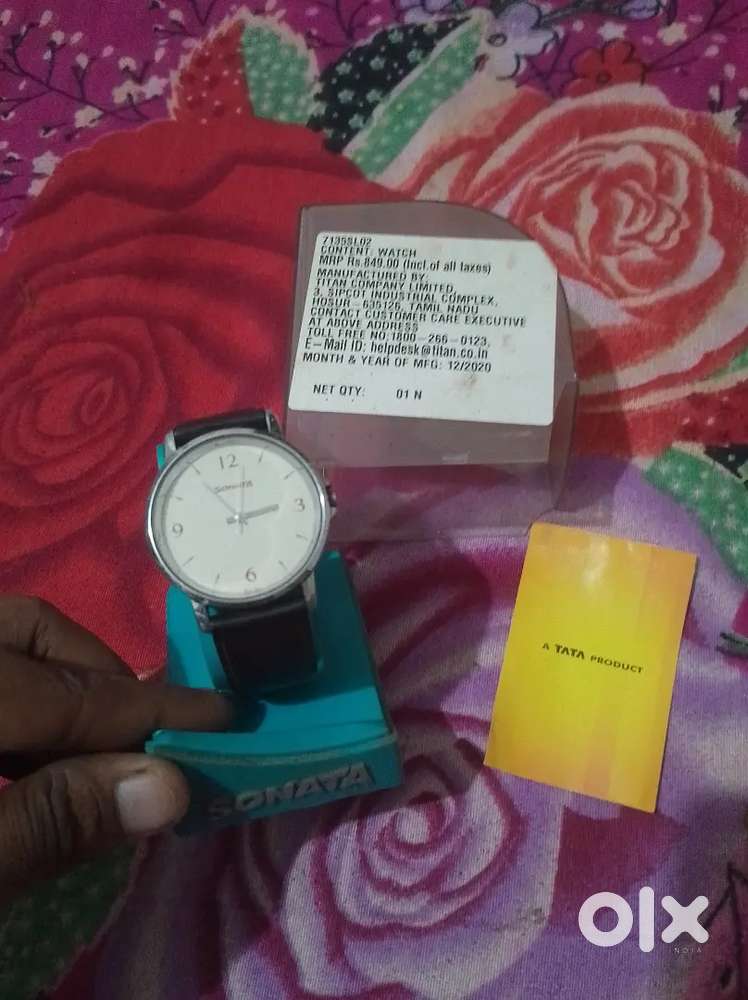 7135SL02
CONTENT: WATCH
MRP Rs.849.00 (Incl.of all taxes)
MANUFACTURED BY:
TITAN COMPANY LIMITED,
3, SIPCOT INDUSTRIAL COMPLEX,
HOSUR-635126, TAMIL NADU
CONTACT CUSTOMER CARE EXECUTIVE
AT ABOVE ADDRESS
TOLL FREE NO.1800-266-0123,
E-Mail ID: helpdesk@titan.co.in
MONTH & YEAR OF MFG: 12/2020
NET QTY: 01 N
12
SONATA
9 3
6
A TATA PRODUCT
SONATA
olx
INDIA